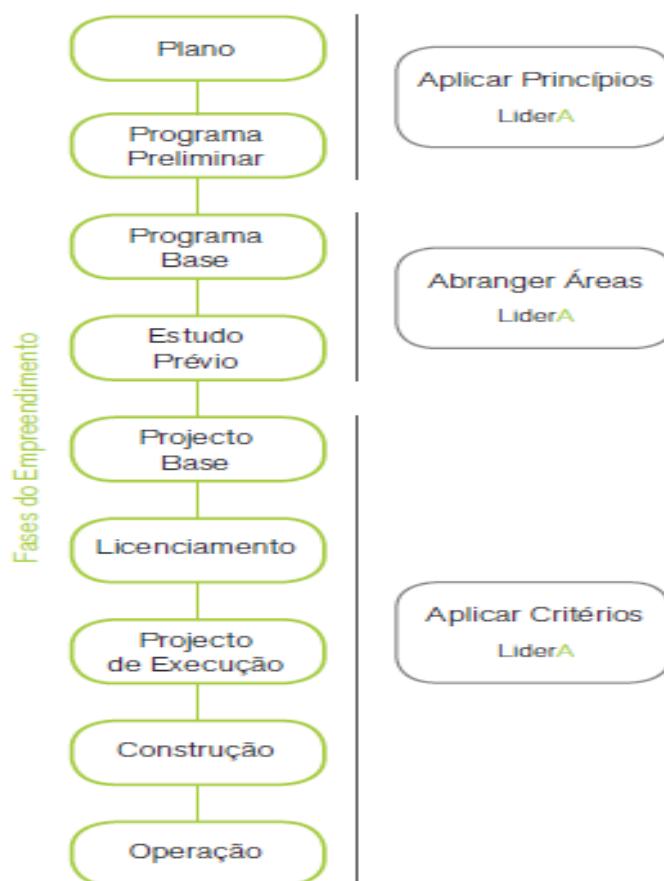 Fases do Empreendimento
Plano
Programa
Preliminar
Programa
Base
Estudo
Prévio
Projecto
Base
Licenciamento
Projecto
de Execução
Construção
Operação
Aplicar Princípios
LiderA
Abranger Áreas
LiderA
Aplicar Critérios
LiderA